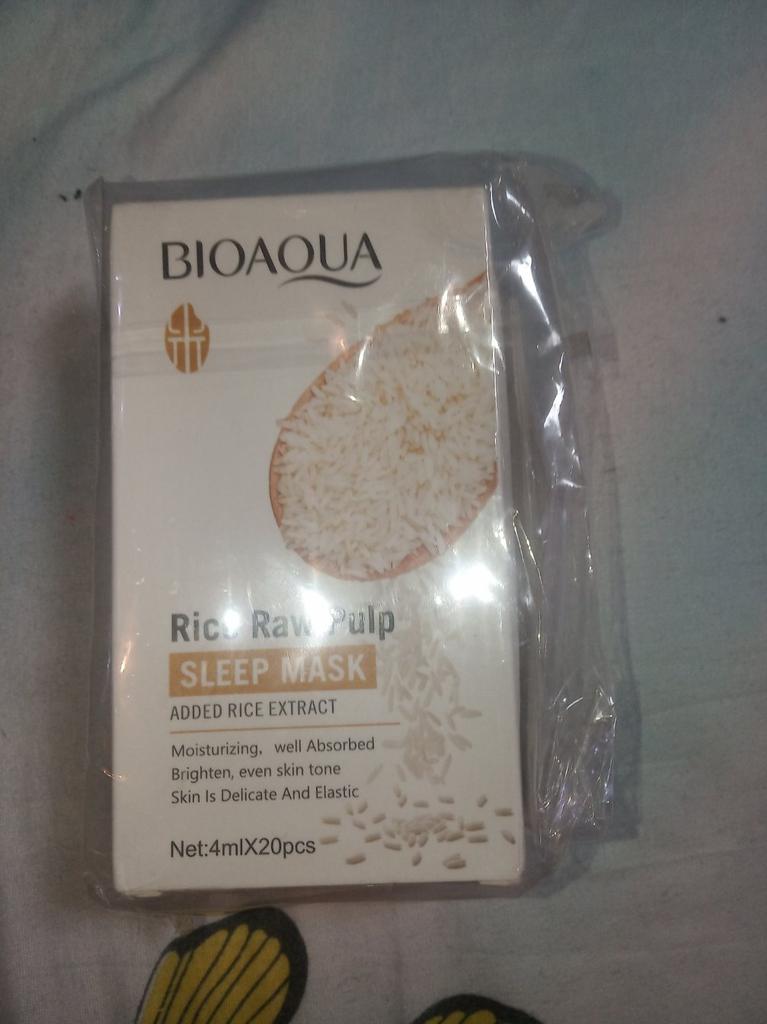 BIOAQUA
Rice Raw Pulp
SLEEP MASK
ADDED RICE EXTRACT
Moisturizing, well Absorbed
Brighten, even skin tone
Skin Is Delicate And Elastic
Net:4mlX20pcs